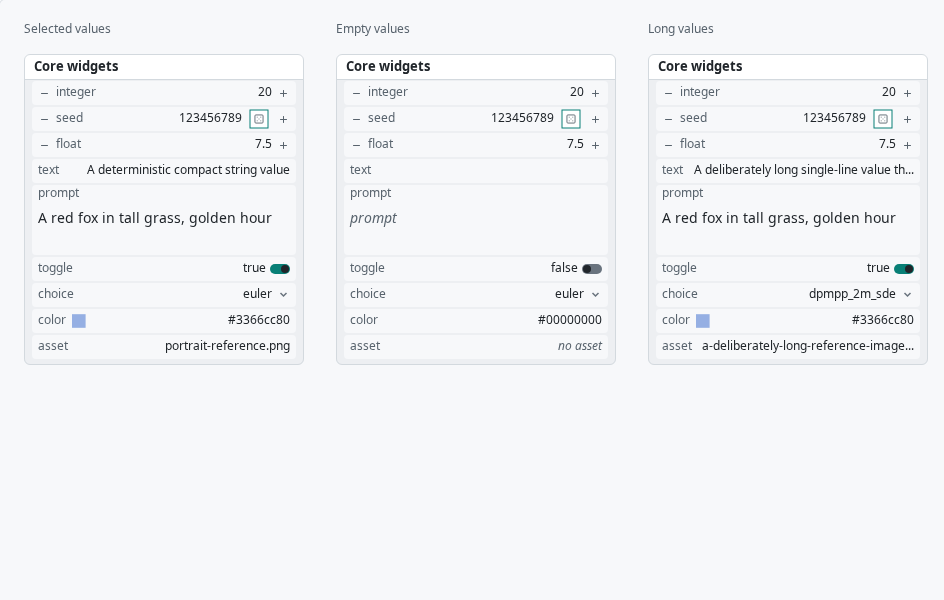 Selected values
Core widgets
– integer 20 +
– seed 123456789 +
– float 7.5 +
text A deterministic compact string value
prompt
A red fox in tall grass, golden hour
toggle true
choice euler
color #3366cc80
asset portrait-reference.png
Empty values
Core widgets
– integer 20 +
– seed 123456789 +
– float 7.5 +
text
prompt
prompt
toggle false
choice euler
color #00000000
asset no asset
Long values
Core widgets
– integer 20 +
– seed 123456789 +
– float 7.5 +
text A deliberately long single-line value th...
prompt
A red fox in tall grass, golden hour
toggle true
choice dpmpp_2m_sde
color #3366cc80
asset a-deliberately-long-reference-image...